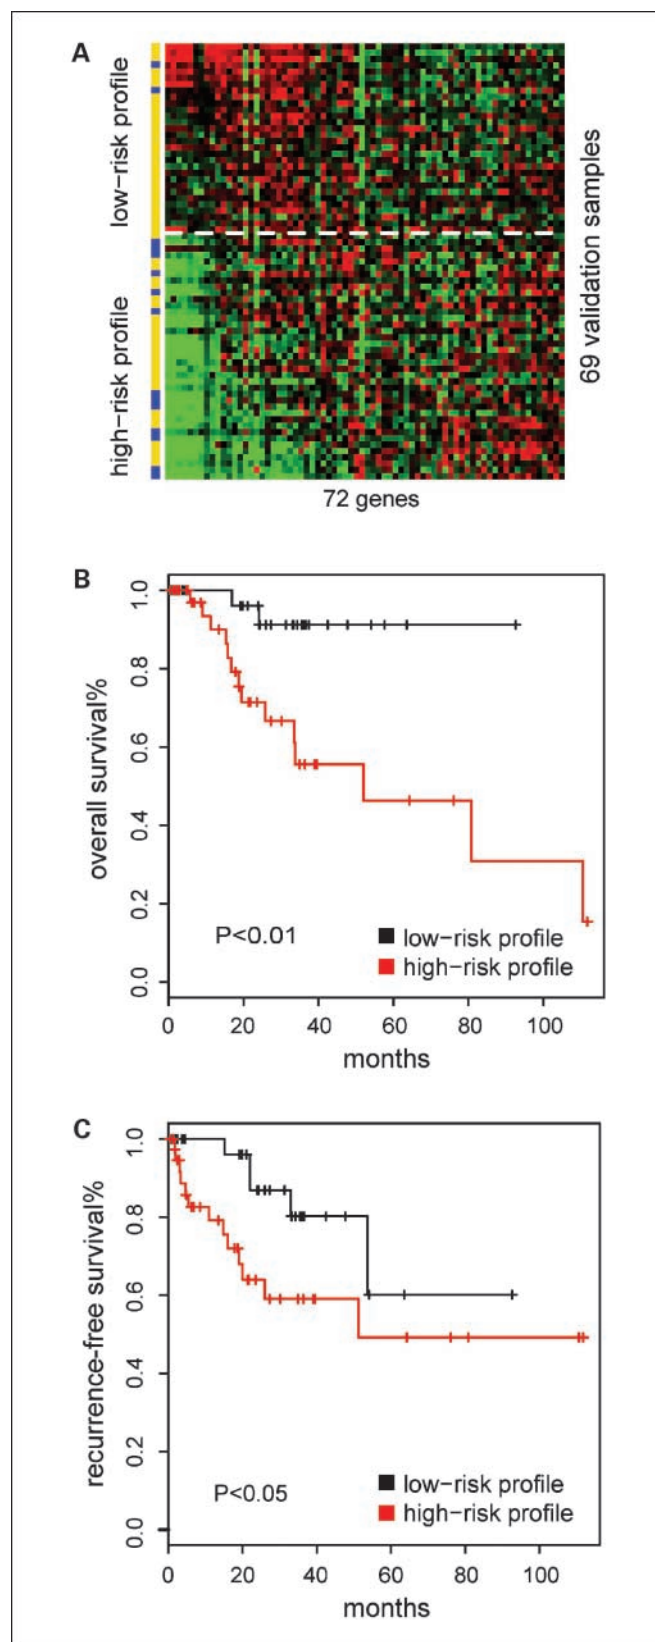 A
low-risk profile
high-risk profile
69 validation samples
72 genes
B
overall survival%
1.0
0.8
0.6
0.4
0.2
0.0
P<0.01
low-risk profile
high-risk profile
0 20 40 60 80 100
months
C
recurrence-free survival%
1.0
0.8
0.6
0.4
0.2
0.0
P<0.05
low-risk profile
high-risk profile
0 20 40 60 80 100
months